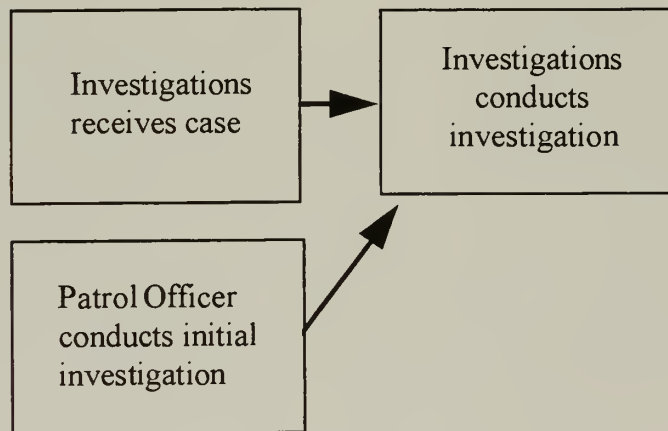 Investigations
receives case
Investigations
conducts
investigation
Patrol Officer
conducts initial
investigation